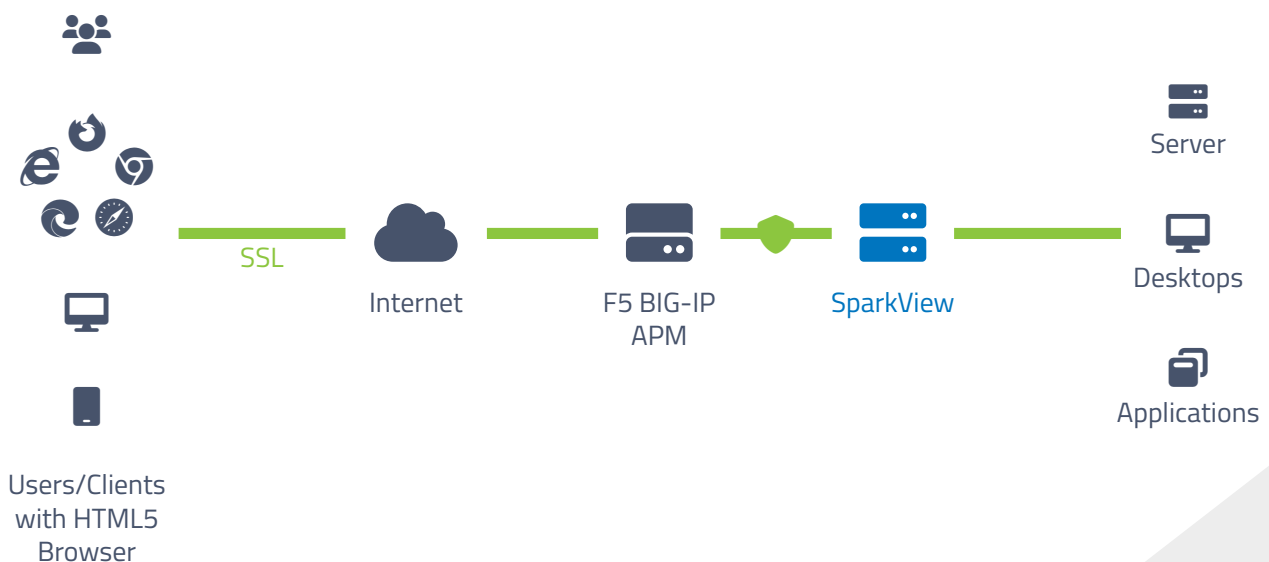 SSL
Internet
F5 BIG-IP
APM
SparkView
Server
Desktops
Applications
Users/Clients
with HTML5
Browser